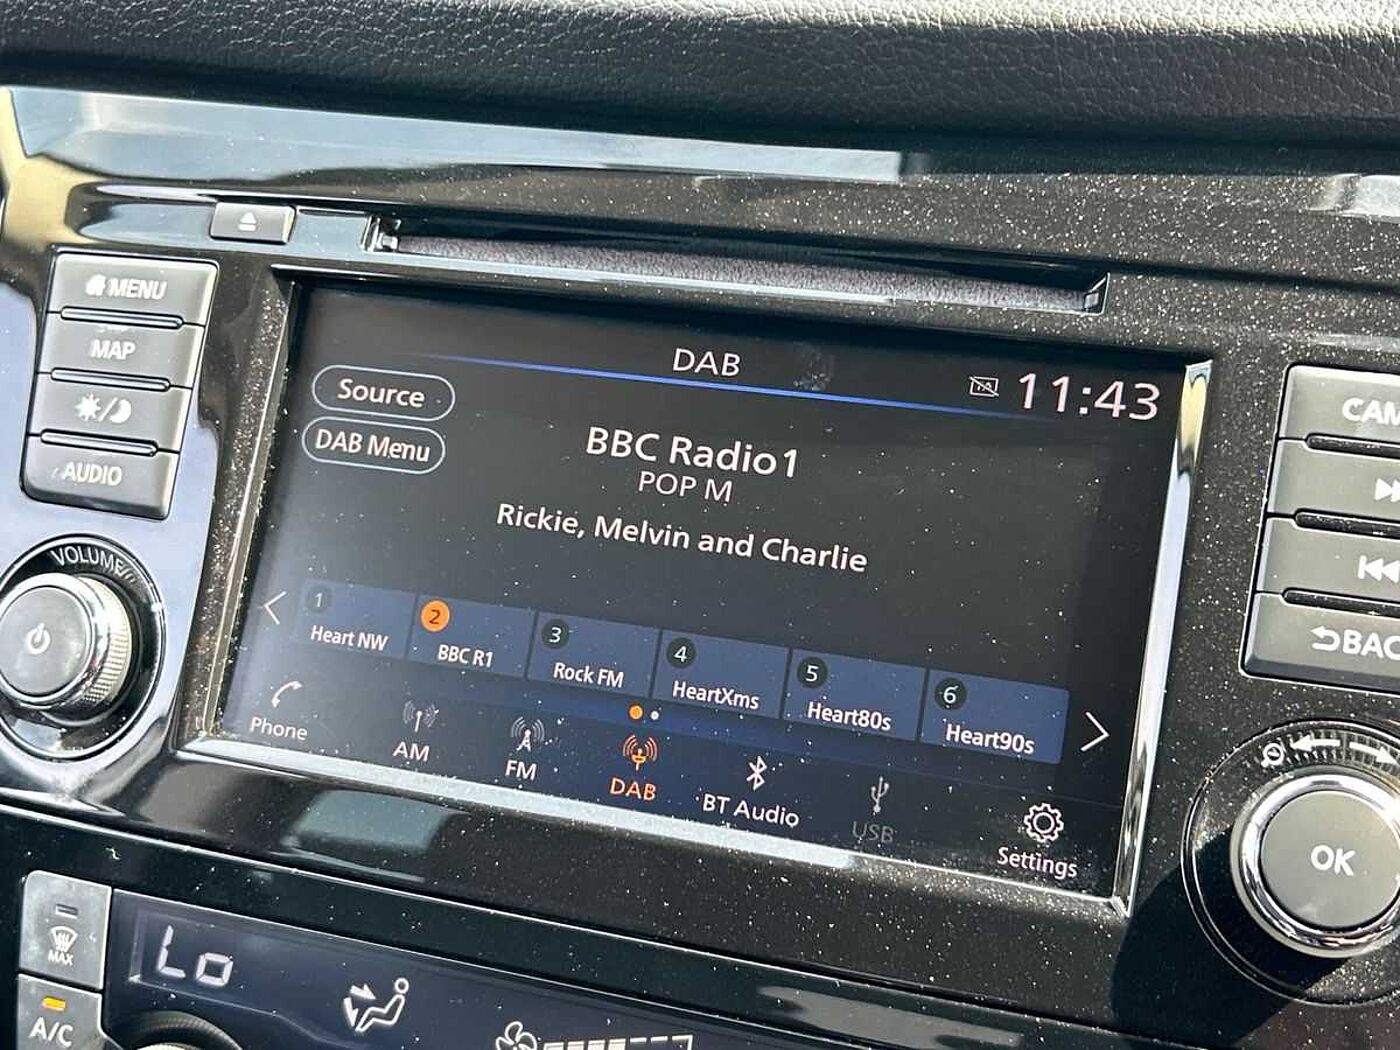 MENU
MAP
AUDIO
VOLUME
DAB
11:43
TA
Source
DAB Menu
BBC Radio1
POP M
Rickie, Melvin and Charlie
1
Heart NW
2
BBC R1
3
Rock FM
4
HeartXms
5
Heart80s
6
Heart90s
Phone
AM
FM
DAB
BT Audio
USB
Settings
BAC
OK
MAX
Lo
A/C